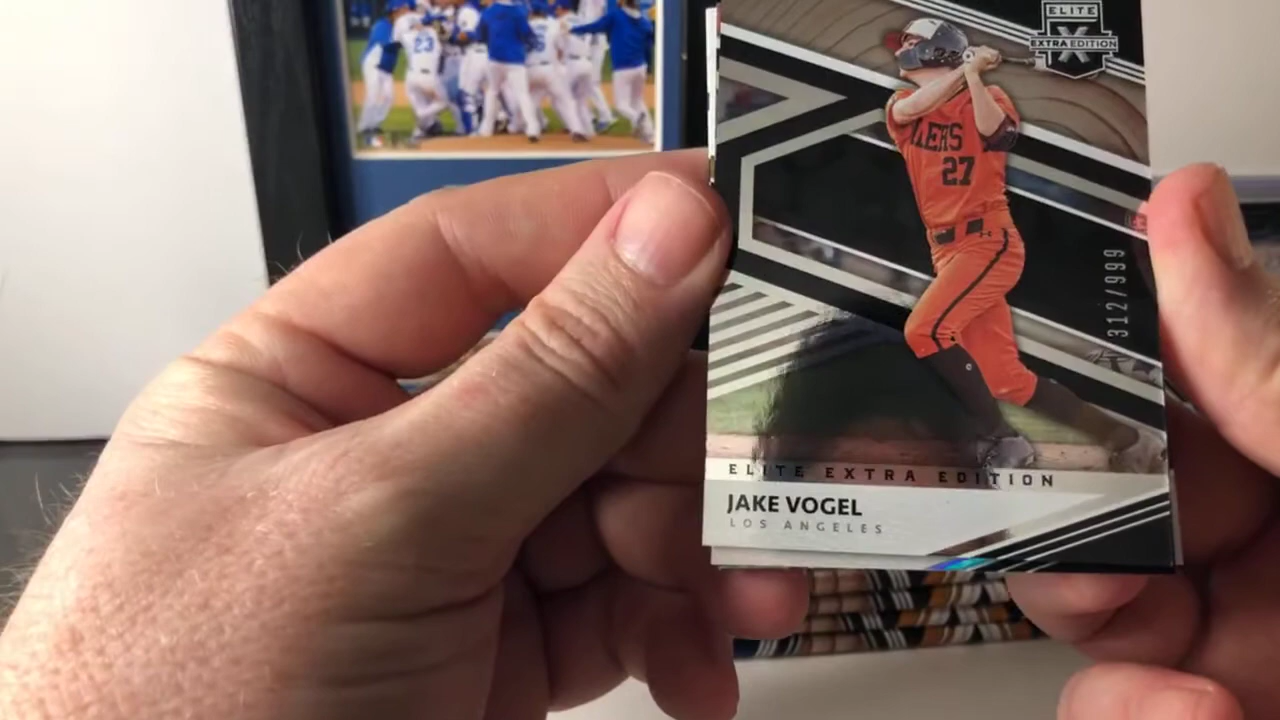 23
ELITE
X
EXTRA EDITION
LERS
27
312/999
ELITE EXTRA EDITION
JAKE VOGEL
LOS ANGELES